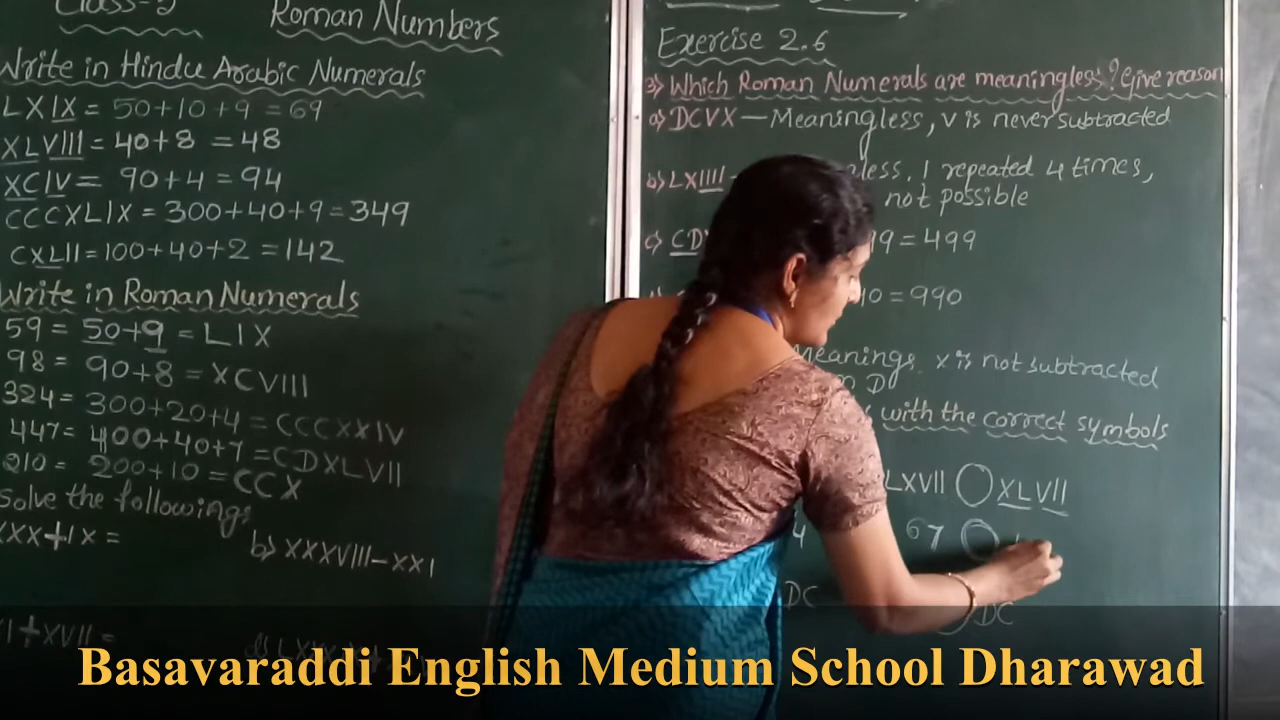 Class-5
Roman Numbers
Write in Hindu Arabic Numerals
LXIX = 50+10+9 = 69
XLVIII = 40+8 = 48
XCIV = 90+4 = 94
CCCXLIX = 300+40+9 = 349
CXLII = 100+40+2 = 142
Write in Roman Numerals
59 = 50+9 = LIX
98 = 90+8 = XCVIII
324 = 300+20+4 = CCCXXIV
447 = 400+40+7 = CDXLVII
210 = 200+10 = CCX
Solve the followings
XXX+IX =
b) XXXVIII-XXI
XI+XVII =
Exercise 2.6
3) Which Roman Numerals are meaningless? Give reason
a) DCVX — Meaningless, V is never subtracted
b) LXIIII - less, I repeated 4 times,
not possible
c) CD = 499
= 990
Meanings. X is not subtracted
D
with the correct symbols
LXVII ◯ XLVII
4 67 ◯
DC DC
Basavaraddi English Medium School Dharawad